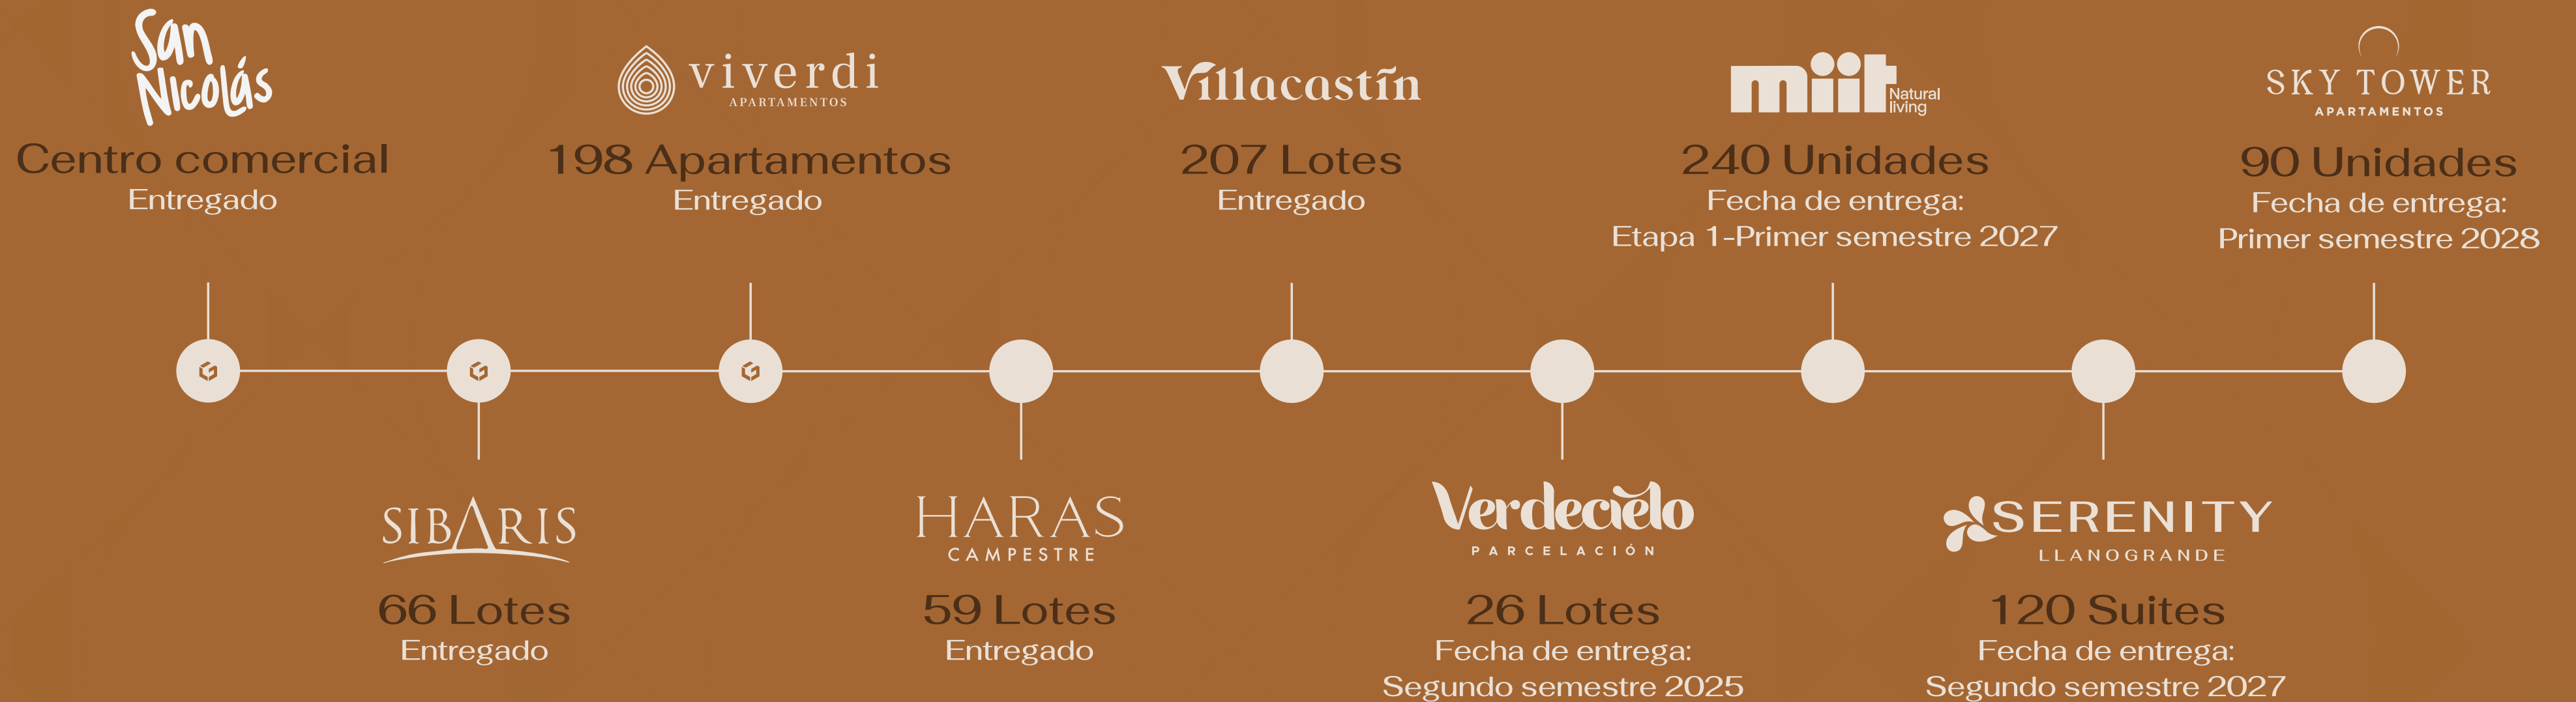 San
Nicolás
Centro comercial
Entregado
viverdi
APARTAMENTOS
198 Apartamentos
Entregado
Villacastín
207 Lotes
Entregado
miit
Natural
living
240 Unidades
Fecha de entrega:
Etapa 1-Primer semestre 2027
SKY TOWER
APARTAMENTOS
90 Unidades
Fecha de entrega:
Primer semestre 2028
SIBARIS
66 Lotes
Entregado
HARAS
CAMPESTRE
59 Lotes
Entregado
Verdecielo
PARCELACIÓN
26 Lotes
Fecha de entrega:
Segundo semestre 2025
SERENITY
LLANOGRANDE
120 Suites
Fecha de entrega:
Segundo semestre 2027